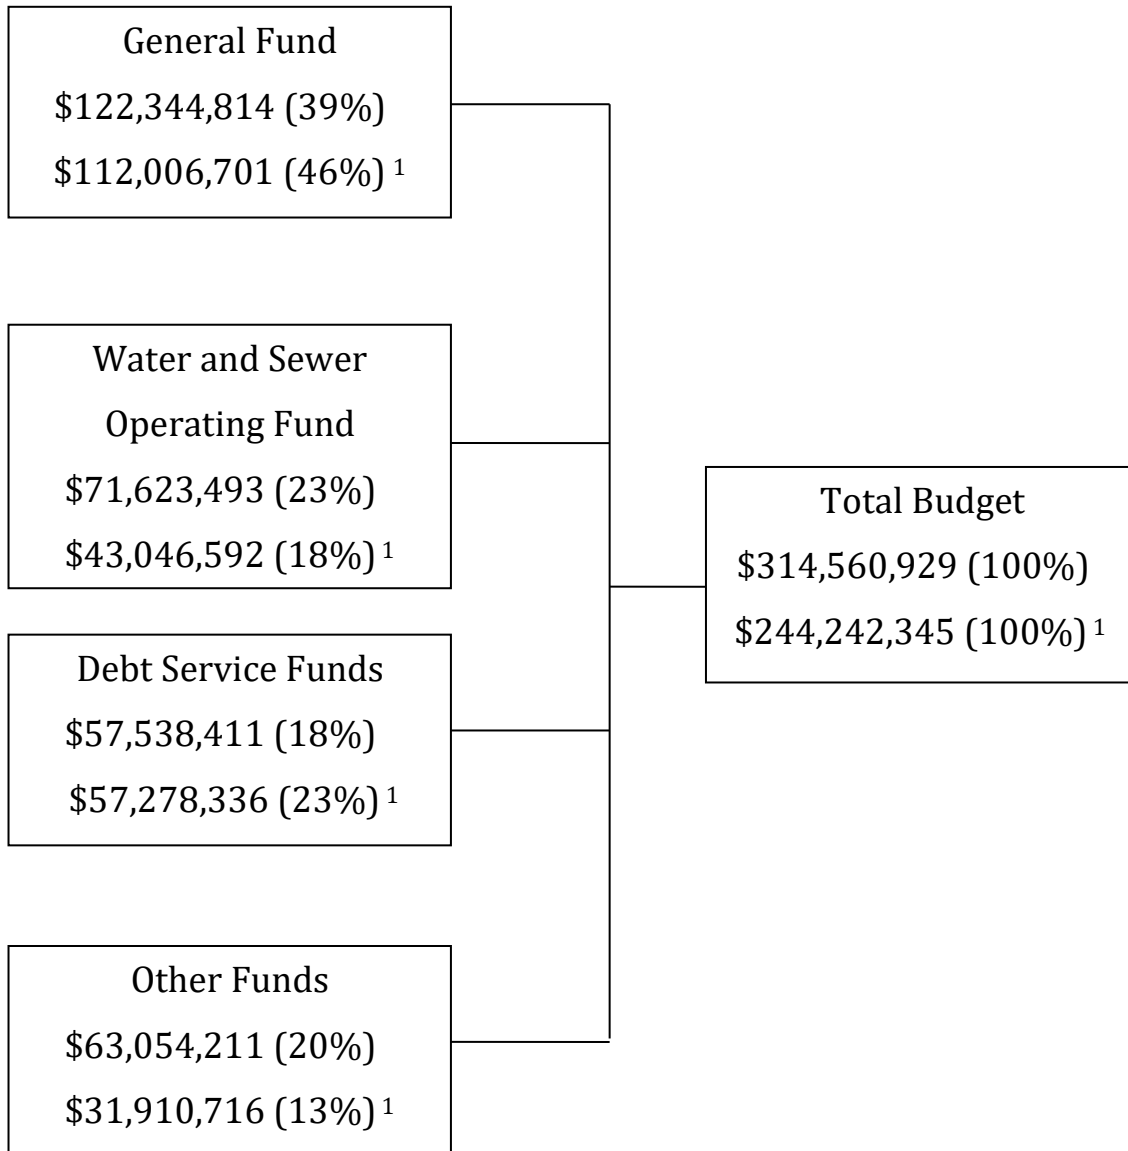 General Fund
$122,344,814 (39%)
$112,006,701 (46%) 1
Water and Sewer
Operating Fund
$71,623,493 (23%)
$43,046,592 (18%) 1
Debt Service Funds
$57,538,411 (18%)
$57,278,336 (23%) 1
Other Funds
$63,054,211 (20%)
$31,910,716 (13%) 1
Total Budget
$314,560,929 (100%)
$244,242,345 (100%) 1